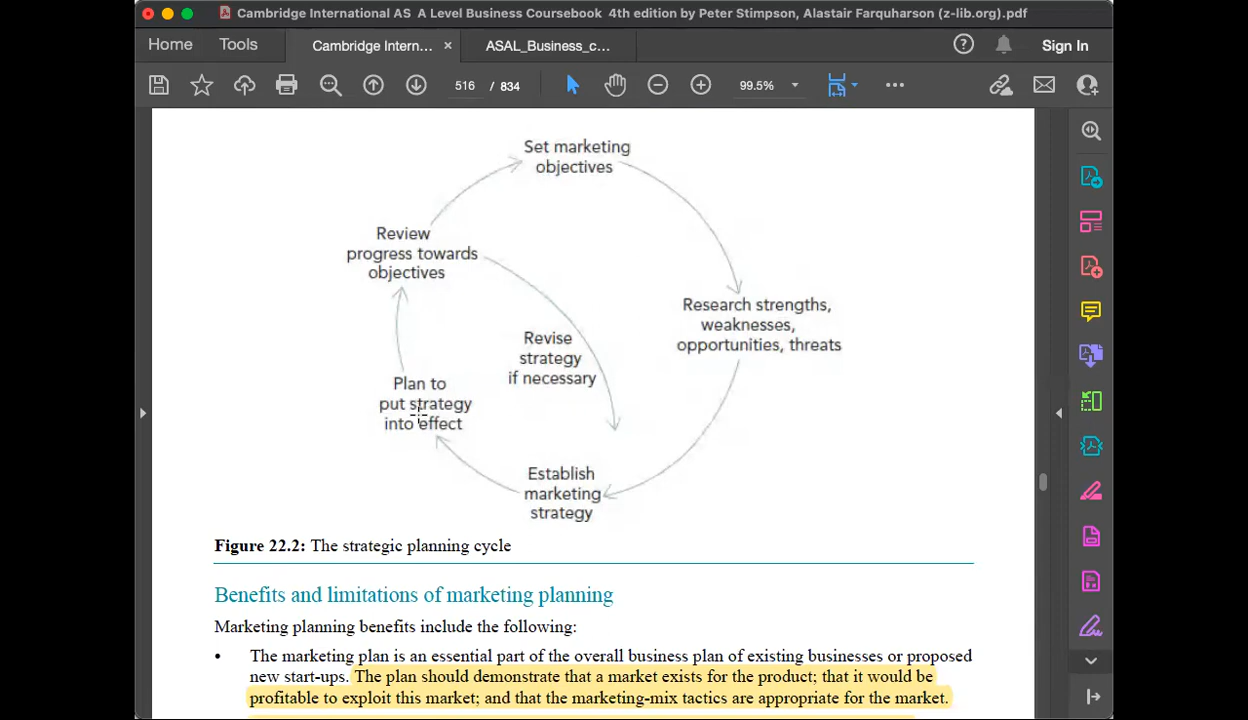 Cambridge International AS A Level Business Coursebook 4th edition by Peter Stimpson, Alastair Farquharson (z-lib.org).pdf
Home Tools Cambridge Intern... × ASAL_Business_c... ? Sign In
516 / 834 99.5%
Set marketing
objectives
Review
progress towards
objectives
Research strengths,
weaknesses,
opportunities, threats
Revise
strategy
if necessary
Plan to
put strategy
into effect
Establish
marketing
strategy
Figure 22.2: The strategic planning cycle
Benefits and limitations of marketing planning
Marketing planning benefits include the following:
• The marketing plan is an essential part of the overall business plan of existing businesses or proposed
new start-ups. The plan should demonstrate that a market exists for the product; that it would be
profitable to exploit this market; and that the marketing-mix tactics are appropriate for the market.